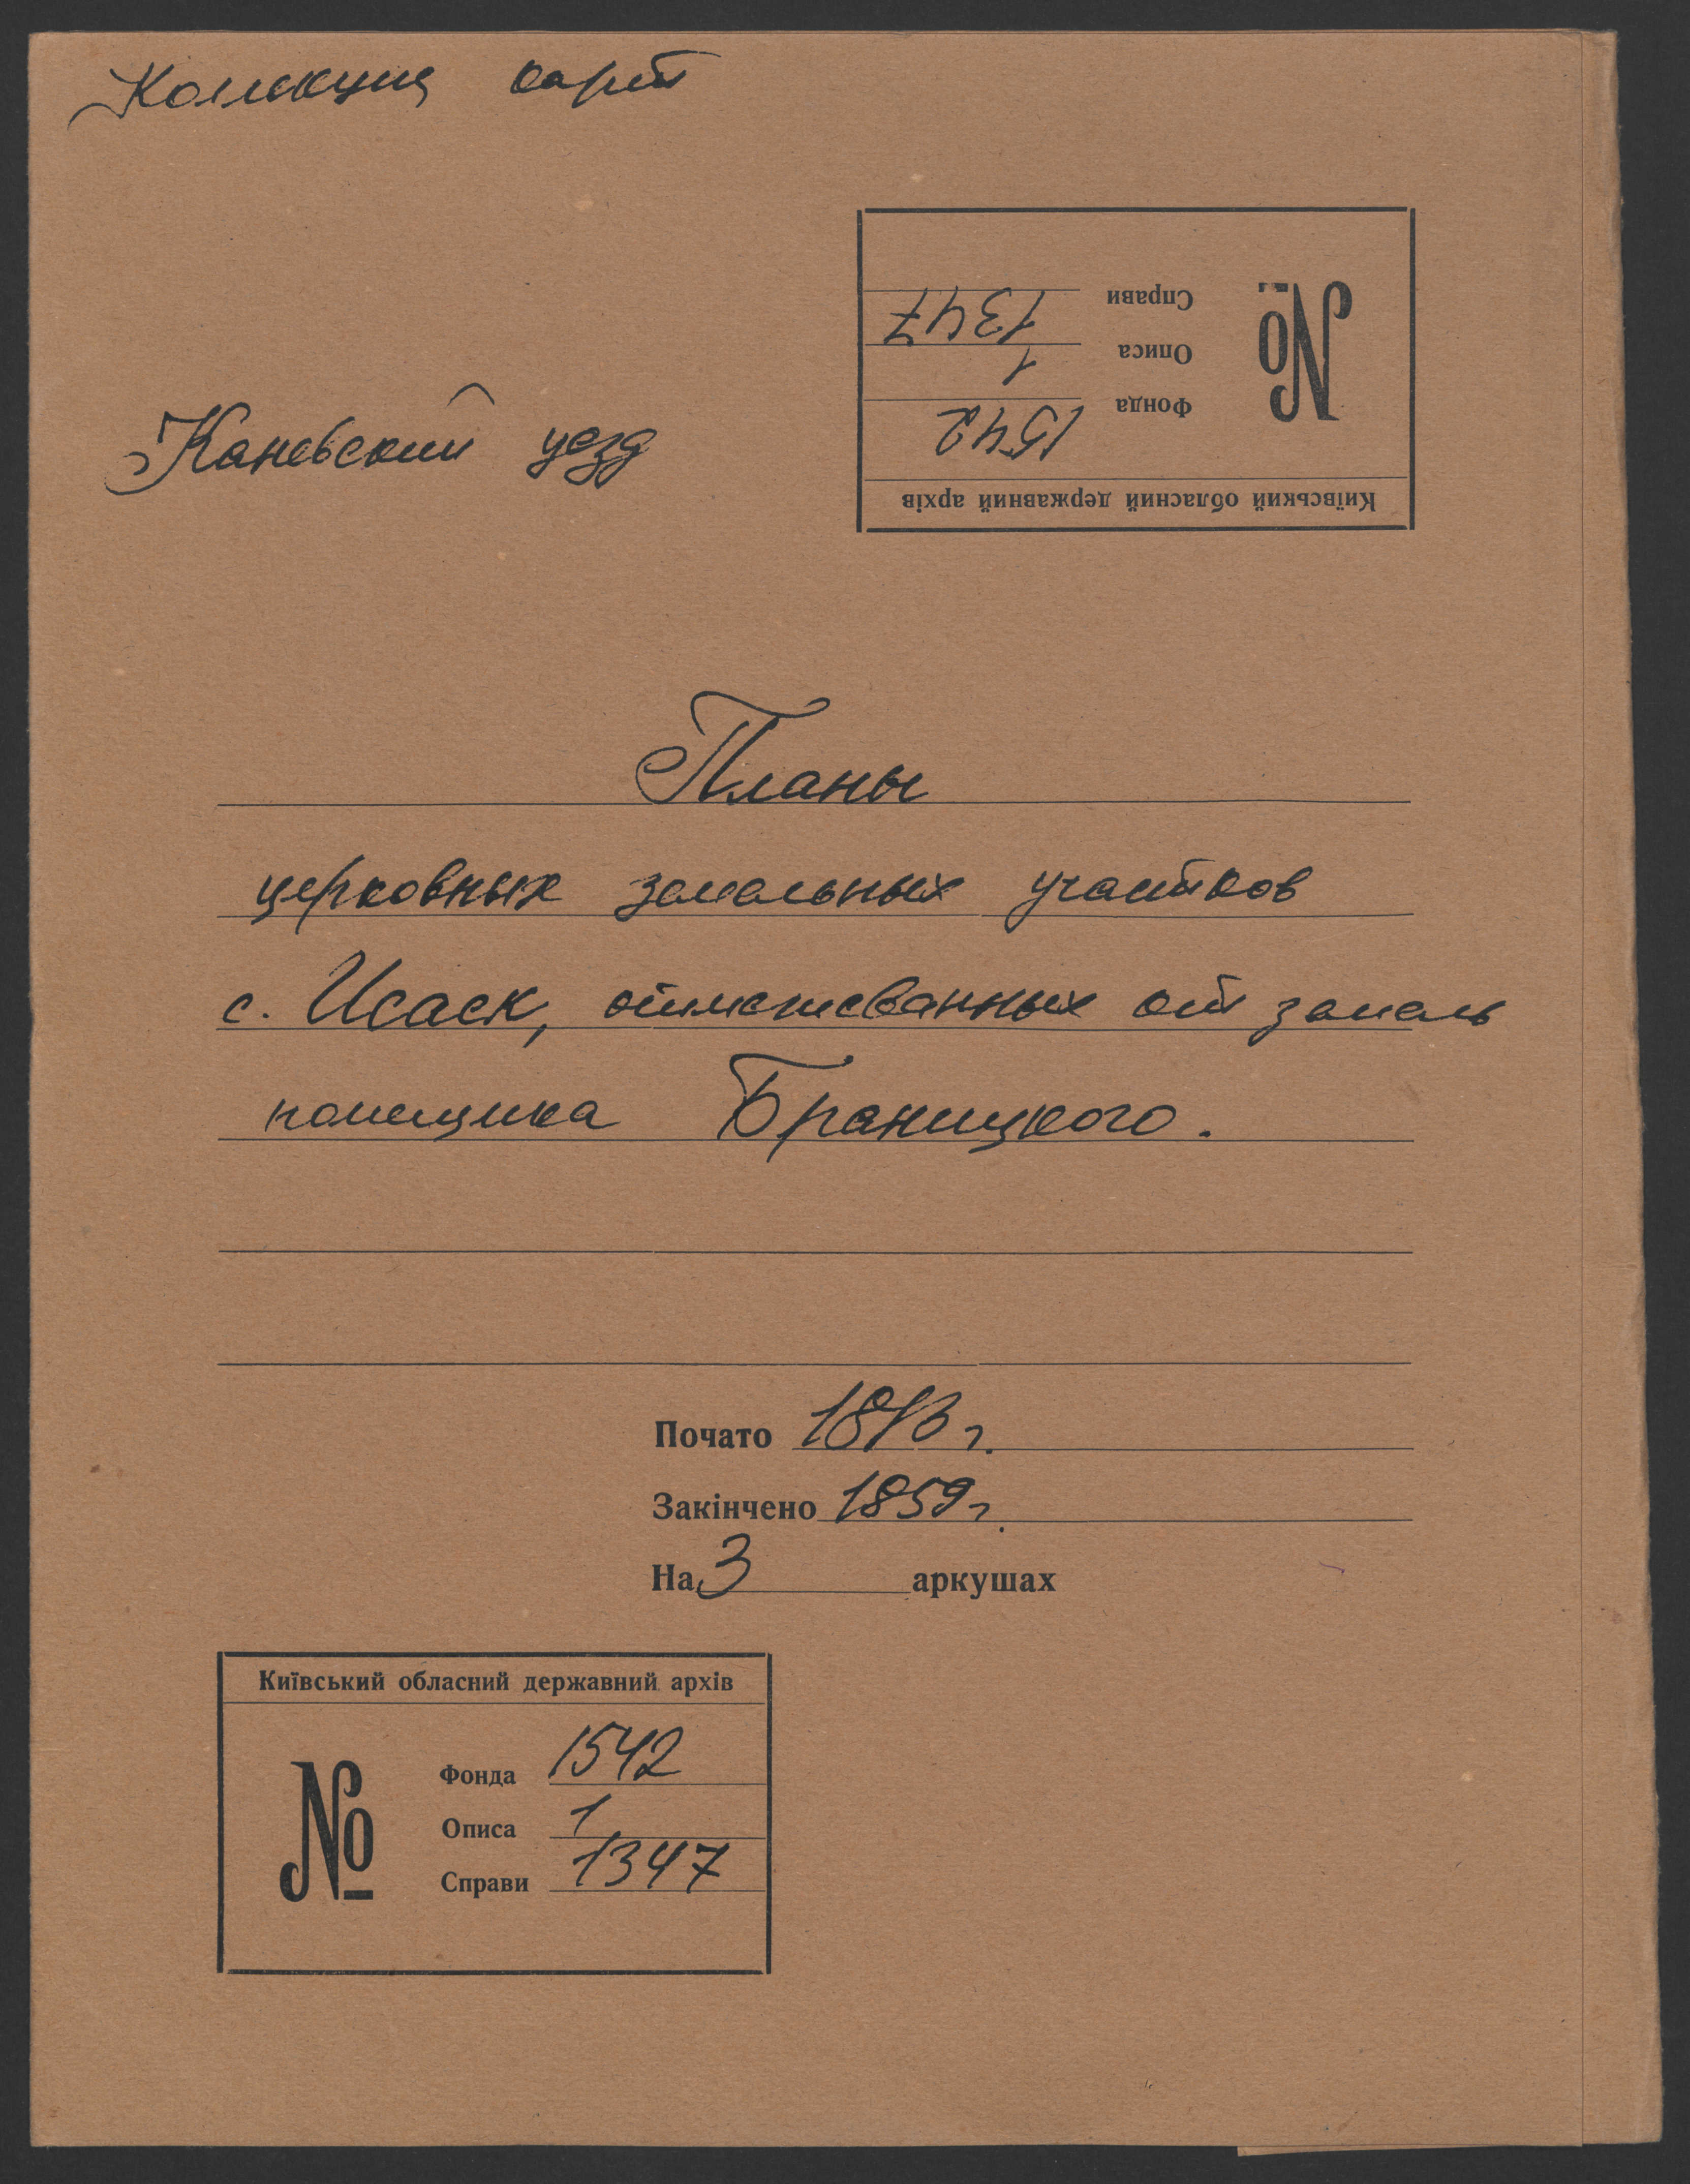 Коллекция карт
Справи 1347
Описа 1
Фонда 1542
№
Київський обласний державний архів
Каневский уезд
Планы
церковных земельных участков
с. Исаек, отмежеванных от земель
помещика Браницкого.
Почато 1813 г.
Закінчено 1859 г.
На 3 аркушах
Київський обласний державний архів
№
Фонда 1542
Описа 1
Справи 1347